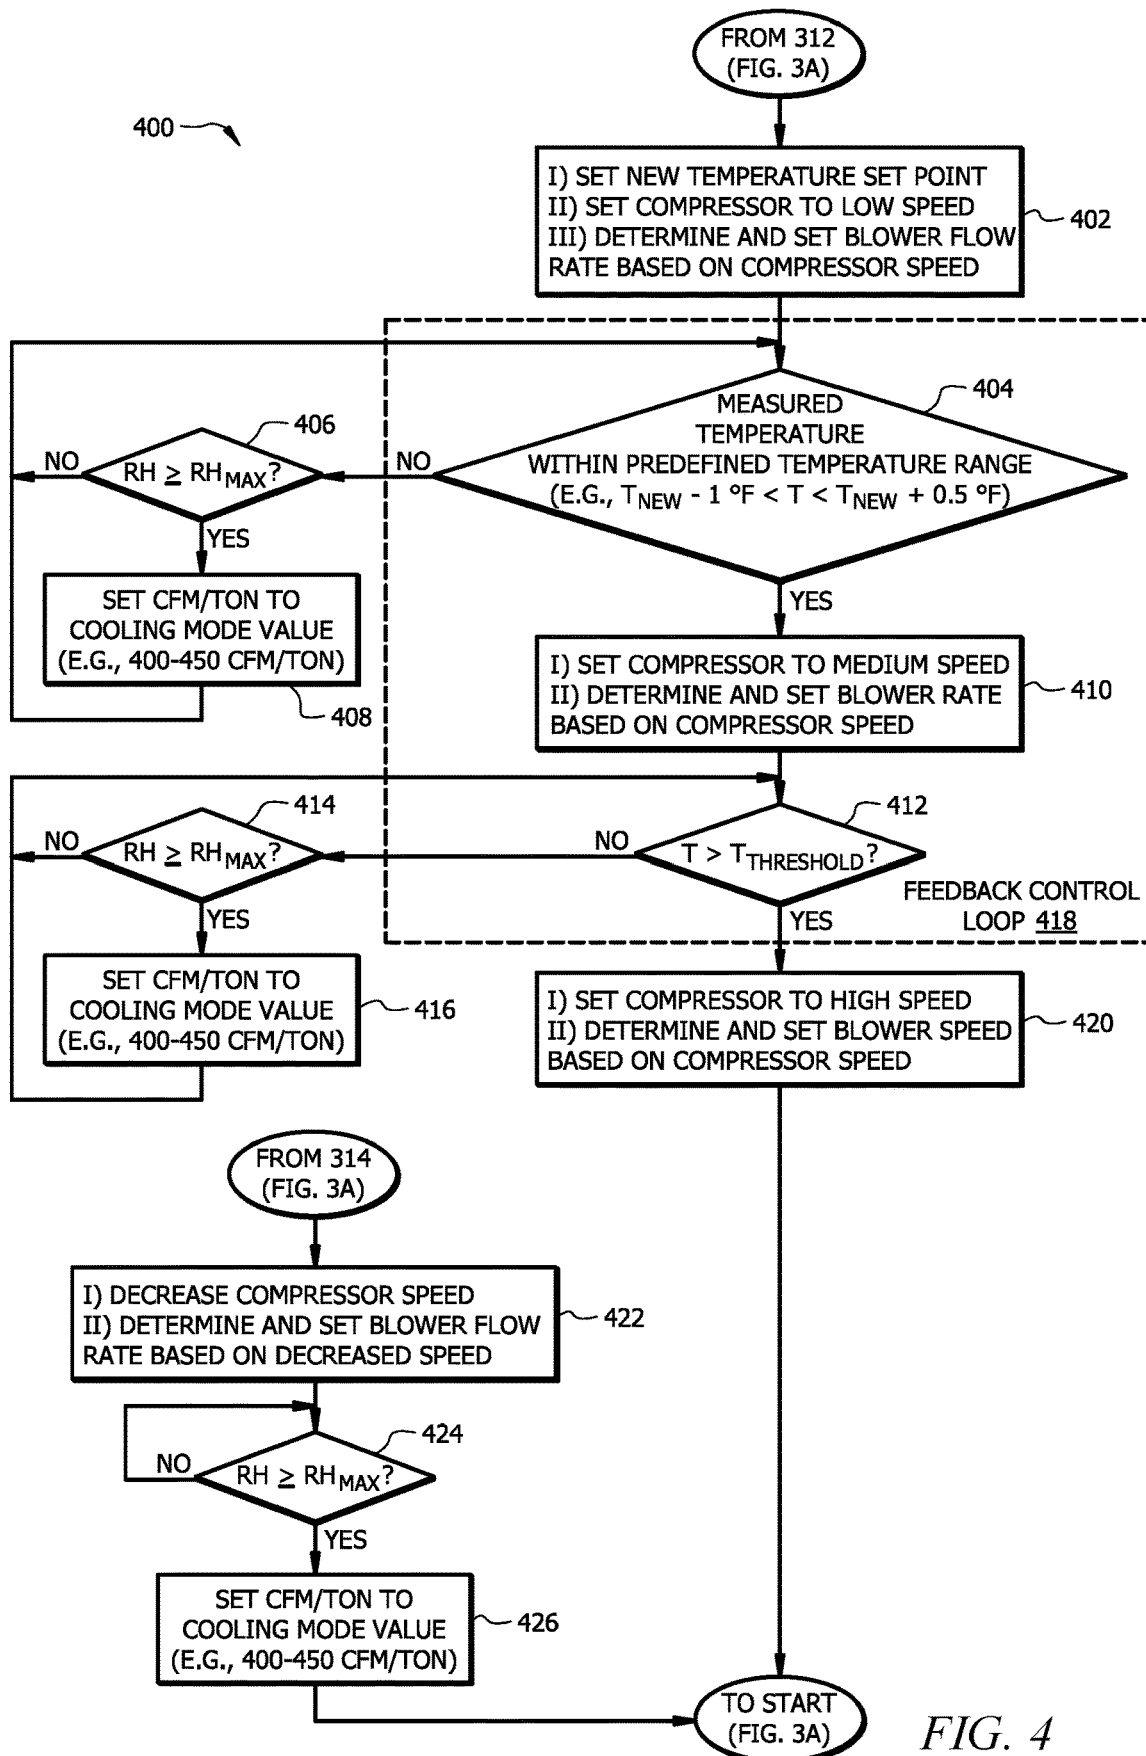 FROM 312
(FIG. 3A)
400
I) SET NEW TEMPERATURE SET POINT
II) SET COMPRESSOR TO LOW SPEED
III) DETERMINE AND SET BLOWER FLOW
RATE BASED ON COMPRESSOR SPEED
402
404
MEASURED
TEMPERATURE
WITHIN PREDEFINED TEMPERATURE RANGE
(E.G., TNEW - 1 °F < T < TNEW + 0.5 °F)
NO
YES
406
RH ≥ RHMAX?
NO
YES
SET CFM/TON TO
COOLING MODE VALUE
(E.G., 400-450 CFM/TON)
408
I) SET COMPRESSOR TO MEDIUM SPEED
II) DETERMINE AND SET BLOWER RATE
BASED ON COMPRESSOR SPEED
410
412
T > TTHRESHOLD?
NO
YES
FEEDBACK CONTROL
LOOP 418
414
RH ≥ RHMAX?
NO
YES
SET CFM/TON TO
COOLING MODE VALUE
(E.G., 400-450 CFM/TON)
416
I) SET COMPRESSOR TO HIGH SPEED
II) DETERMINE AND SET BLOWER SPEED
BASED ON COMPRESSOR SPEED
420
FROM 314
(FIG. 3A)
I) DECREASE COMPRESSOR SPEED
II) DETERMINE AND SET BLOWER FLOW
RATE BASED ON DECREASED SPEED
422
424
RH ≥ RHMAX?
NO
YES
SET CFM/TON TO
COOLING MODE VALUE
(E.G., 400-450 CFM/TON)
426
TO START
(FIG. 3A)
FIG. 4